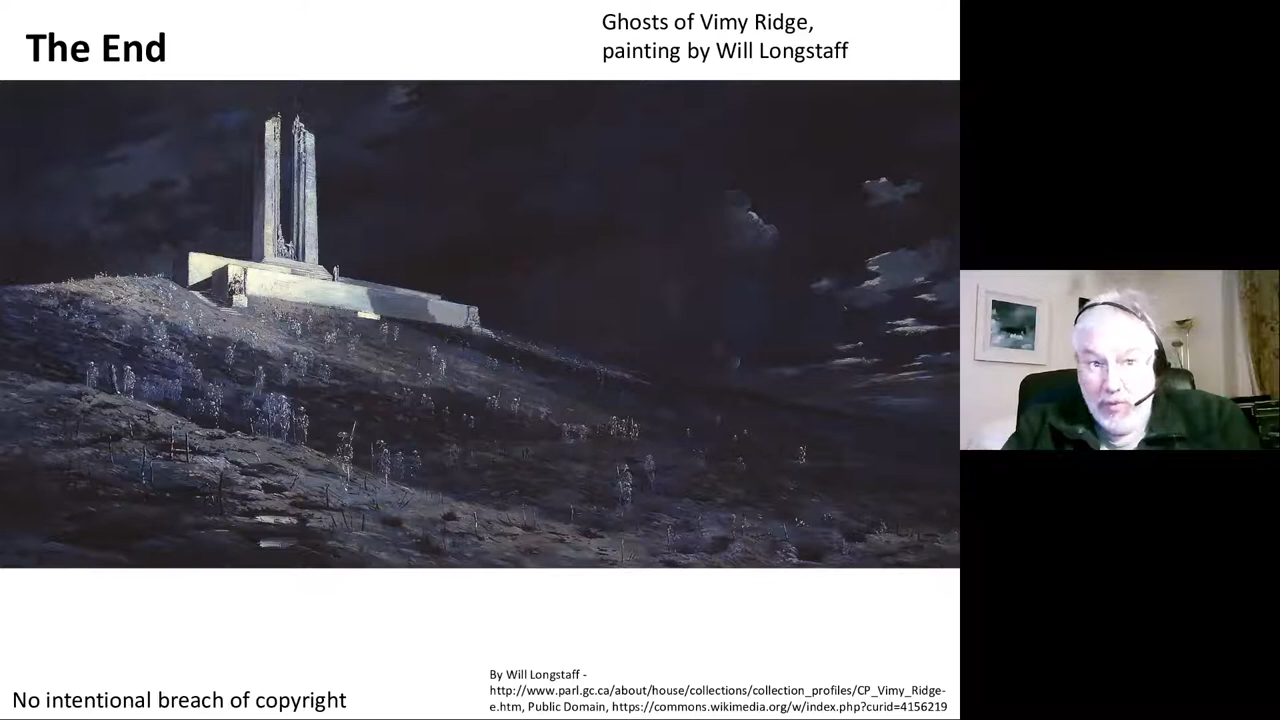 The End
Ghosts of Vimy Ridge,
painting by Will Longstaff
By Will Longstaff -
http://www.parl.gc.ca/about/house/collections/collection_profiles/CP_Vimy_Ridge-
e.htm, Public Domain, https://commons.wikimedia.org/w/index.php?curid=4156219
No intentional breach of copyright